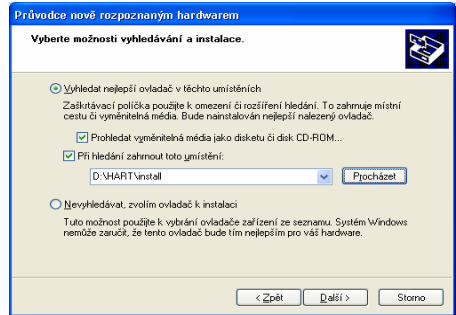 Průvodce nově rozpoznaným hardwarem
Vyberte možnosti vyhledávání a instalace.
Vyhledat nejlepší ovladač v těchto umístěních
Zaškrtávací políčka použijte k omezení či rozšíření hledání. To zahrnuje místní
cestu či vyměnitelná média. Bude nainstalován nejlepší nalezený ovladač.
Prohledat vyměnitelná média jako disketu či disk CD-ROM...
Při hledání zahrnout toto umístění:
D:\HART\install
Procházet
Nevyhledávat, zvolím ovladač k instalaci
Tuto možnost použijte k vybrání ovladače zařízení ze seznamu. Systém Windows
nemůže zaručit, že tento ovladač bude tím nejlepším pro váš hardware.
< Zpět Další > Storno